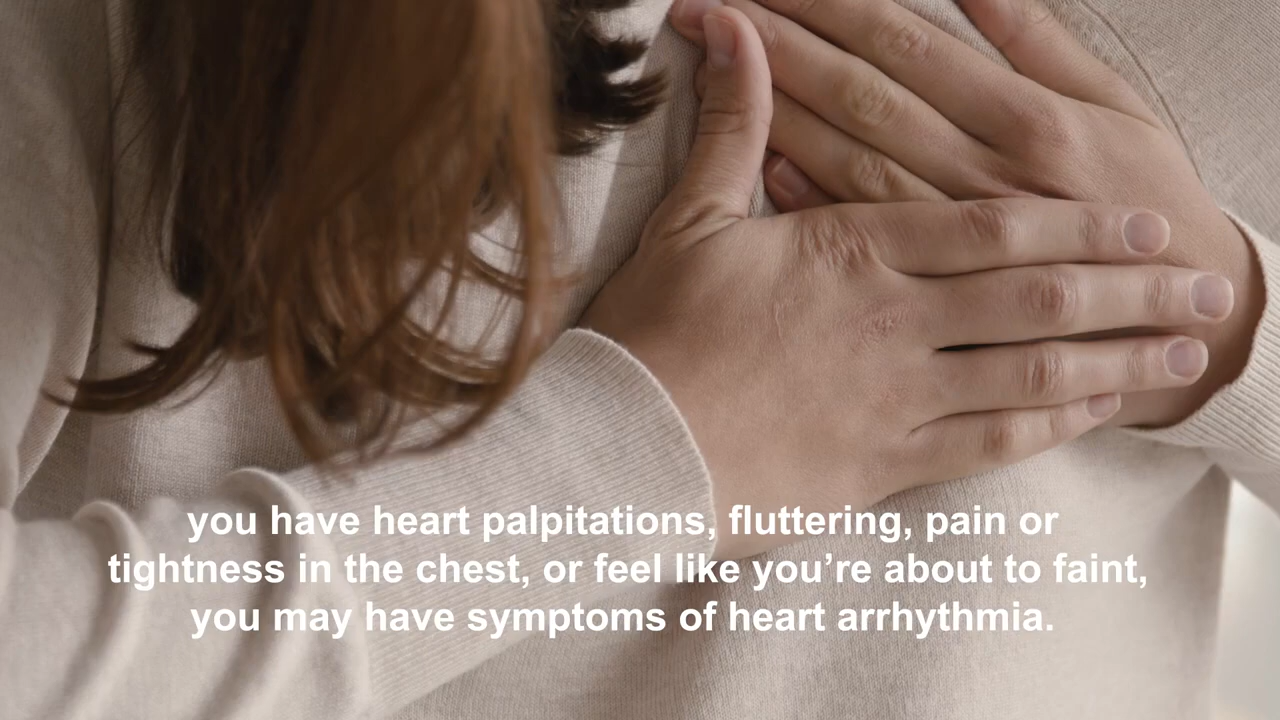 you have heart palpitations, fluttering, pain or
tightness in the chest, or feel like you’re about to faint,
you may have symptoms of heart arrhythmia.